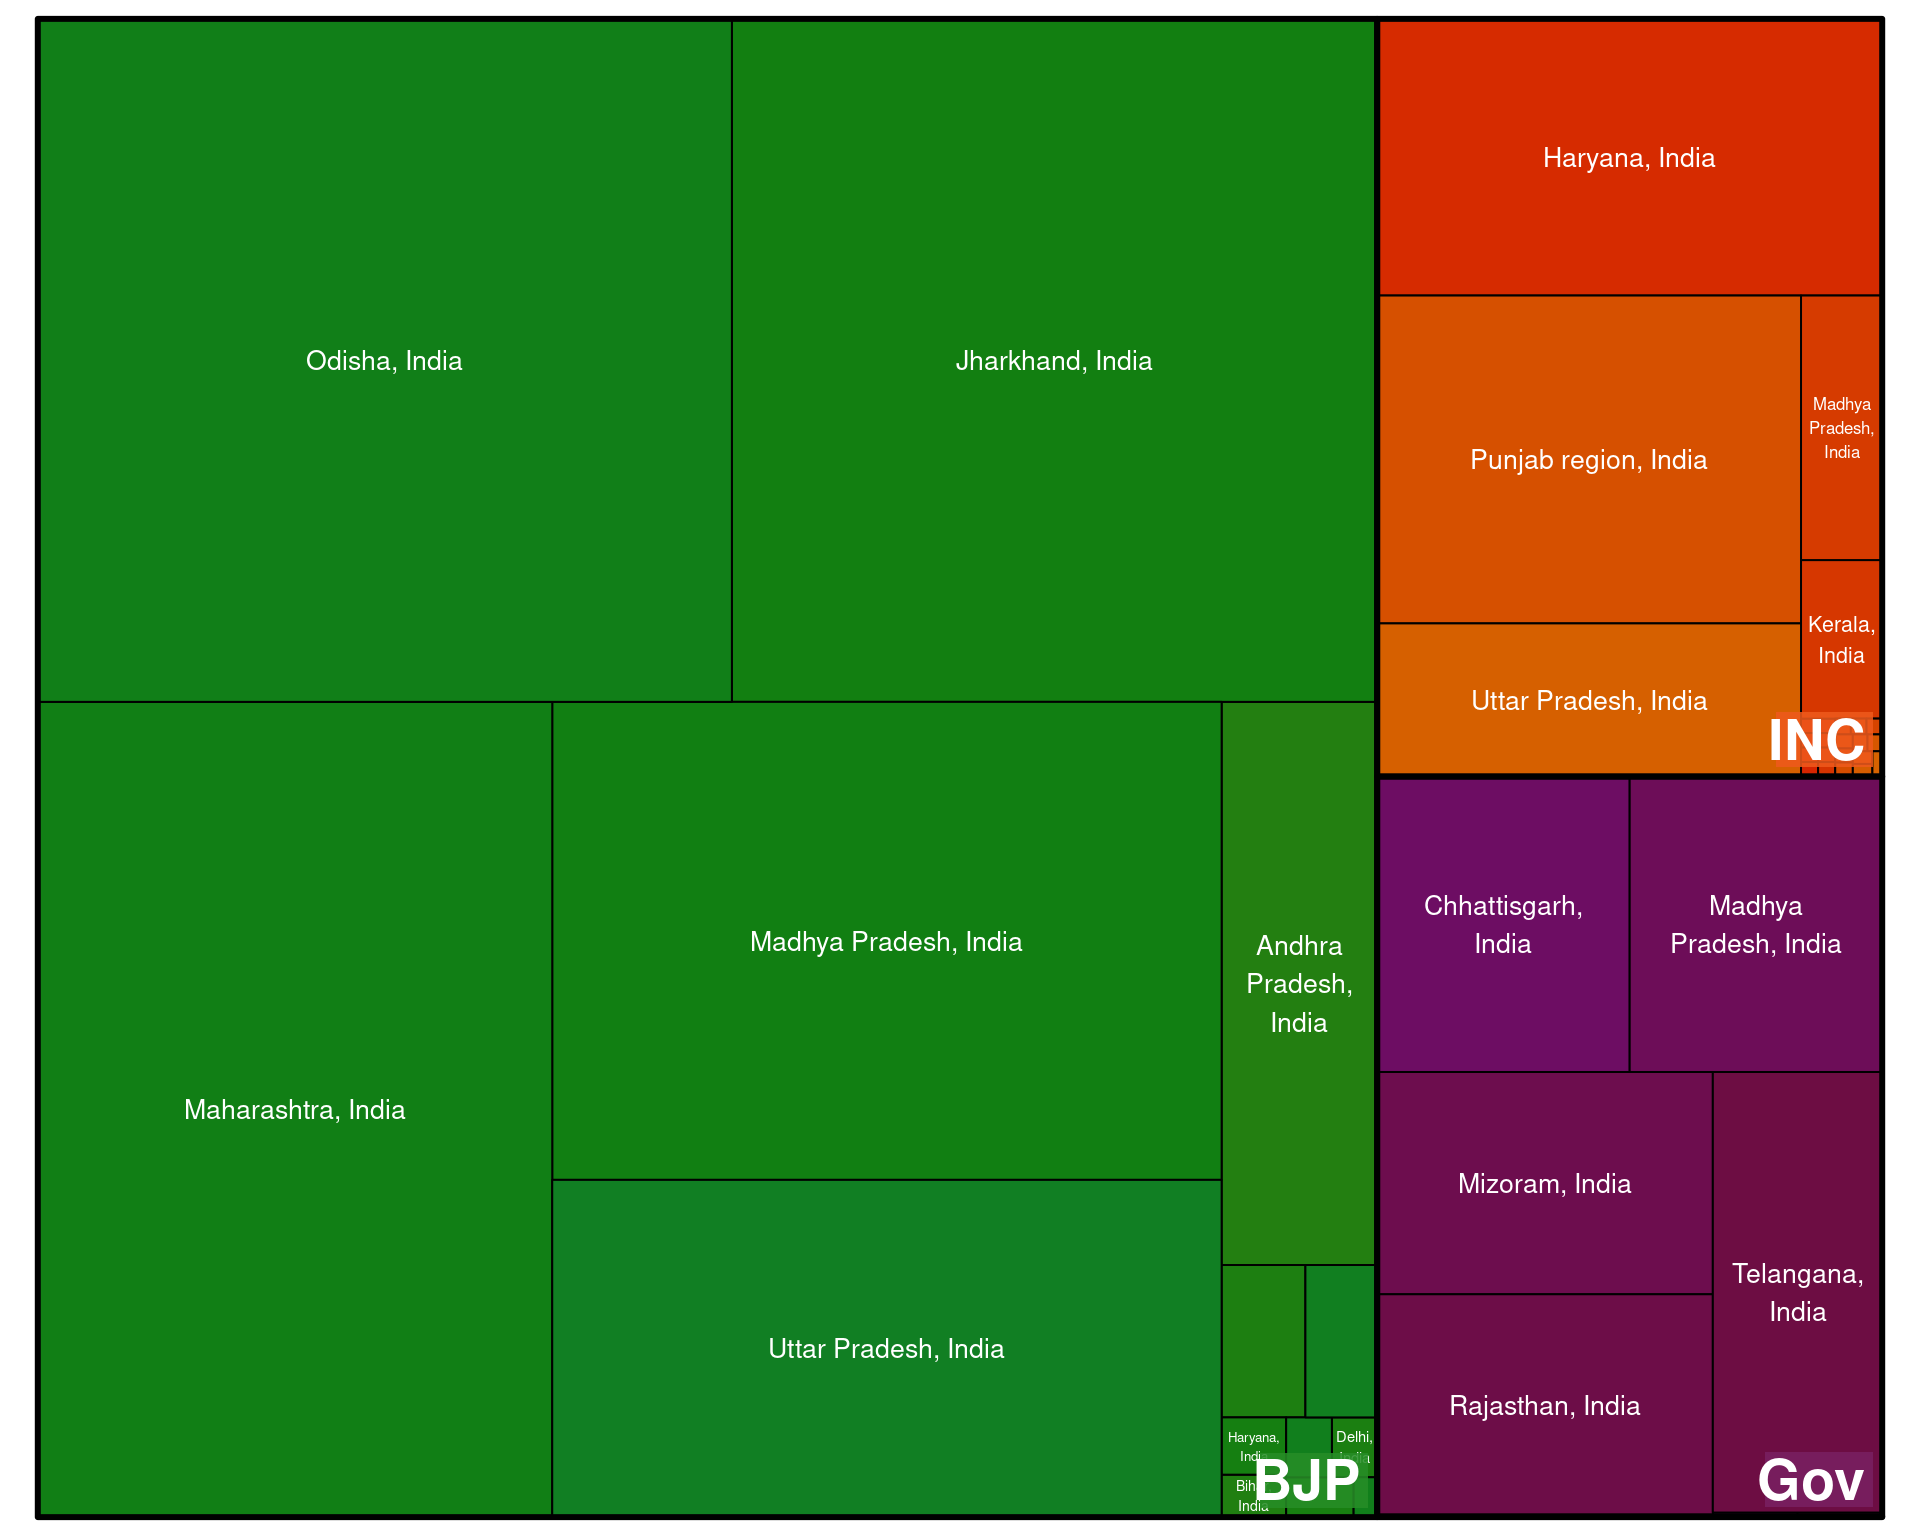 Odisha, India
Jharkhand, India
Maharashtra, India
Madhya Pradesh, India
Uttar Pradesh, India
Andhra
Pradesh,
India
Haryana,
India
Delhi,
India
India
BJP
Haryana, India
Punjab region, India
Madhya
Pradesh,
India
Kerala,
India
Uttar Pradesh, India
INC
Chhattisgarh,
India
Madhya
Pradesh, India
Mizoram, India
Rajasthan, India
Telangana,
India
Gov